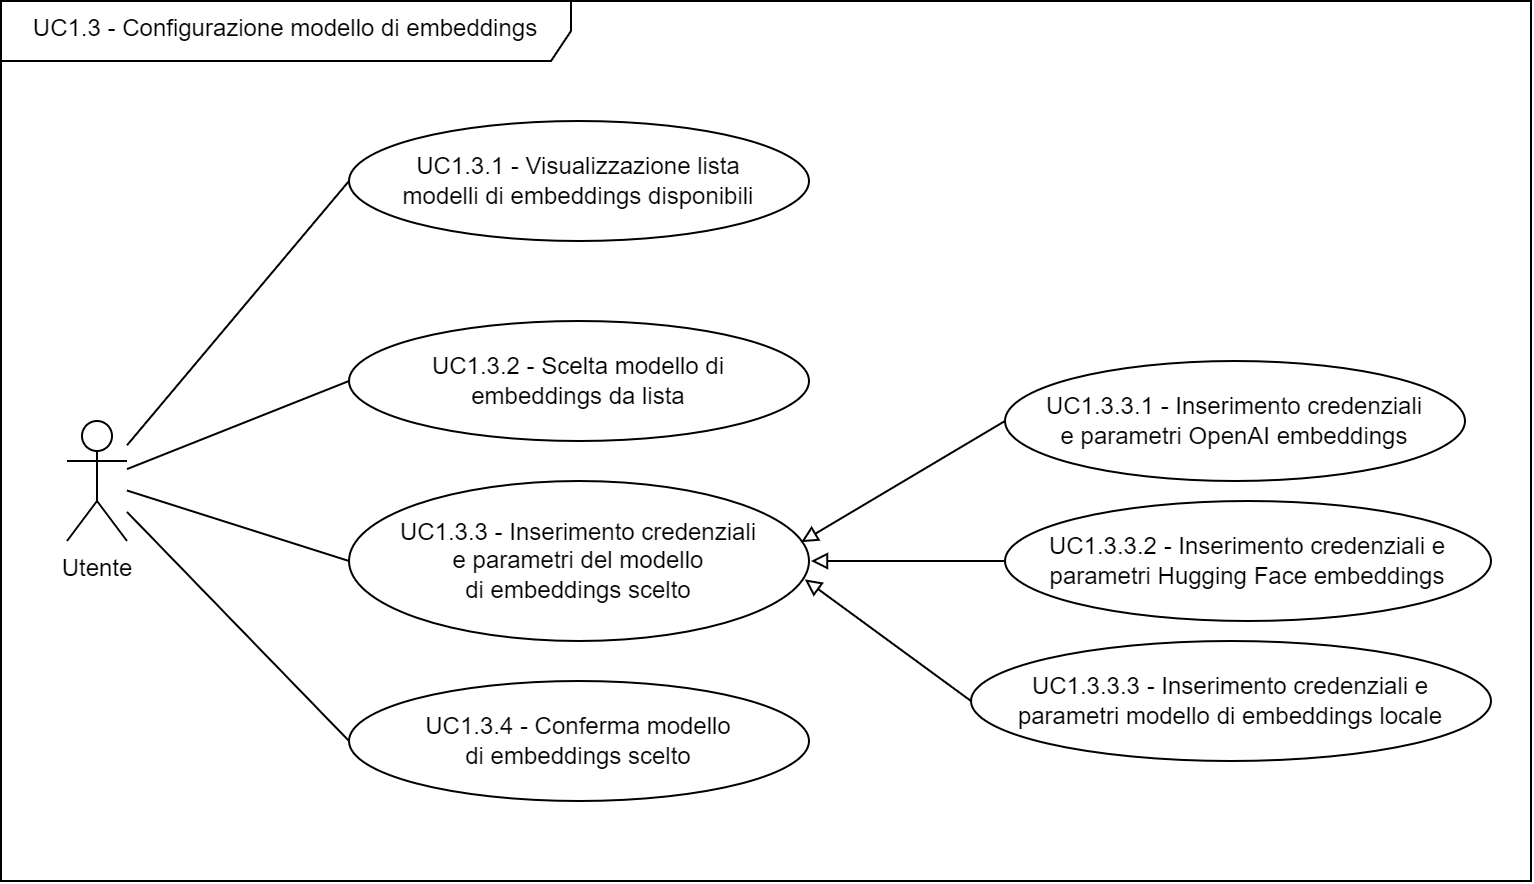 UC1.3 - Configurazione modello di embeddings
UC1.3.1 - Visualizzazione lista
modelli di embeddings disponibili
UC1.3.2 - Scelta modello di
embeddings da lista
UC1.3.3 - Inserimento credenziali
e parametri del modello
di embeddings scelto
UC1.3.4 - Conferma modello
di embeddings scelto
Utente
UC1.3.3.1 - Inserimento credenziali
e parametri OpenAI embeddings
UC1.3.3.2 - Inserimento credenziali e
parametri Hugging Face embeddings
UC1.3.3.3 - Inserimento credenziali e
parametri modello di embeddings locale